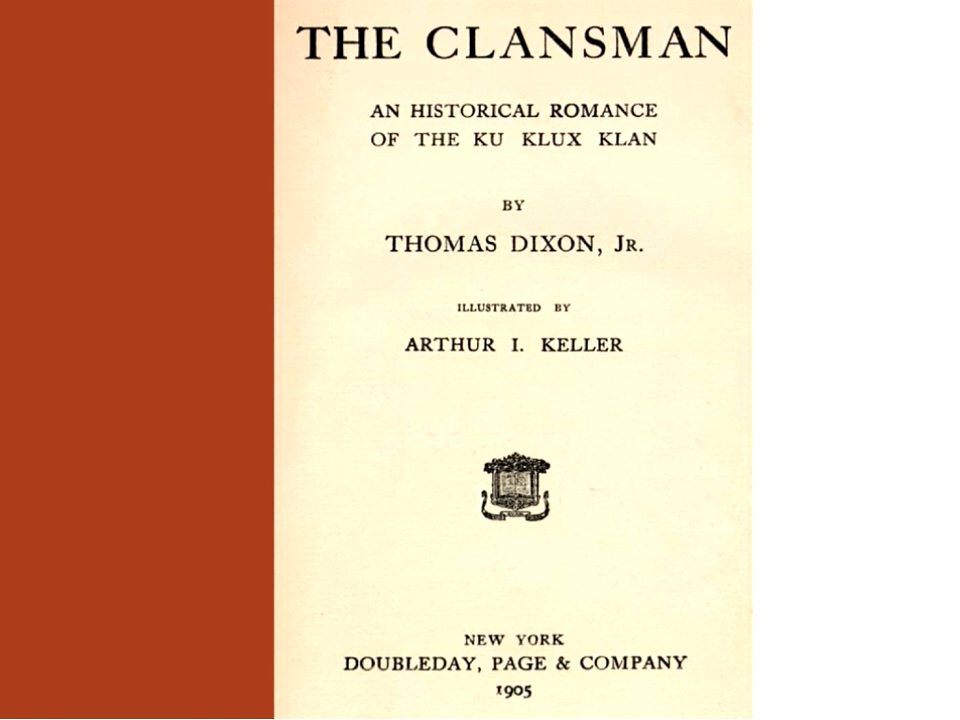 THE CLANSMAN
AN HISTORICAL ROMANCE
OF THE KU KLUX KLAN
BY
THOMAS DIXON, JR.
ILLUSTRATED BY
ARTHUR I. KELLER
NEW YORK
DOUBLEDAY, PAGE & COMPANY
1905